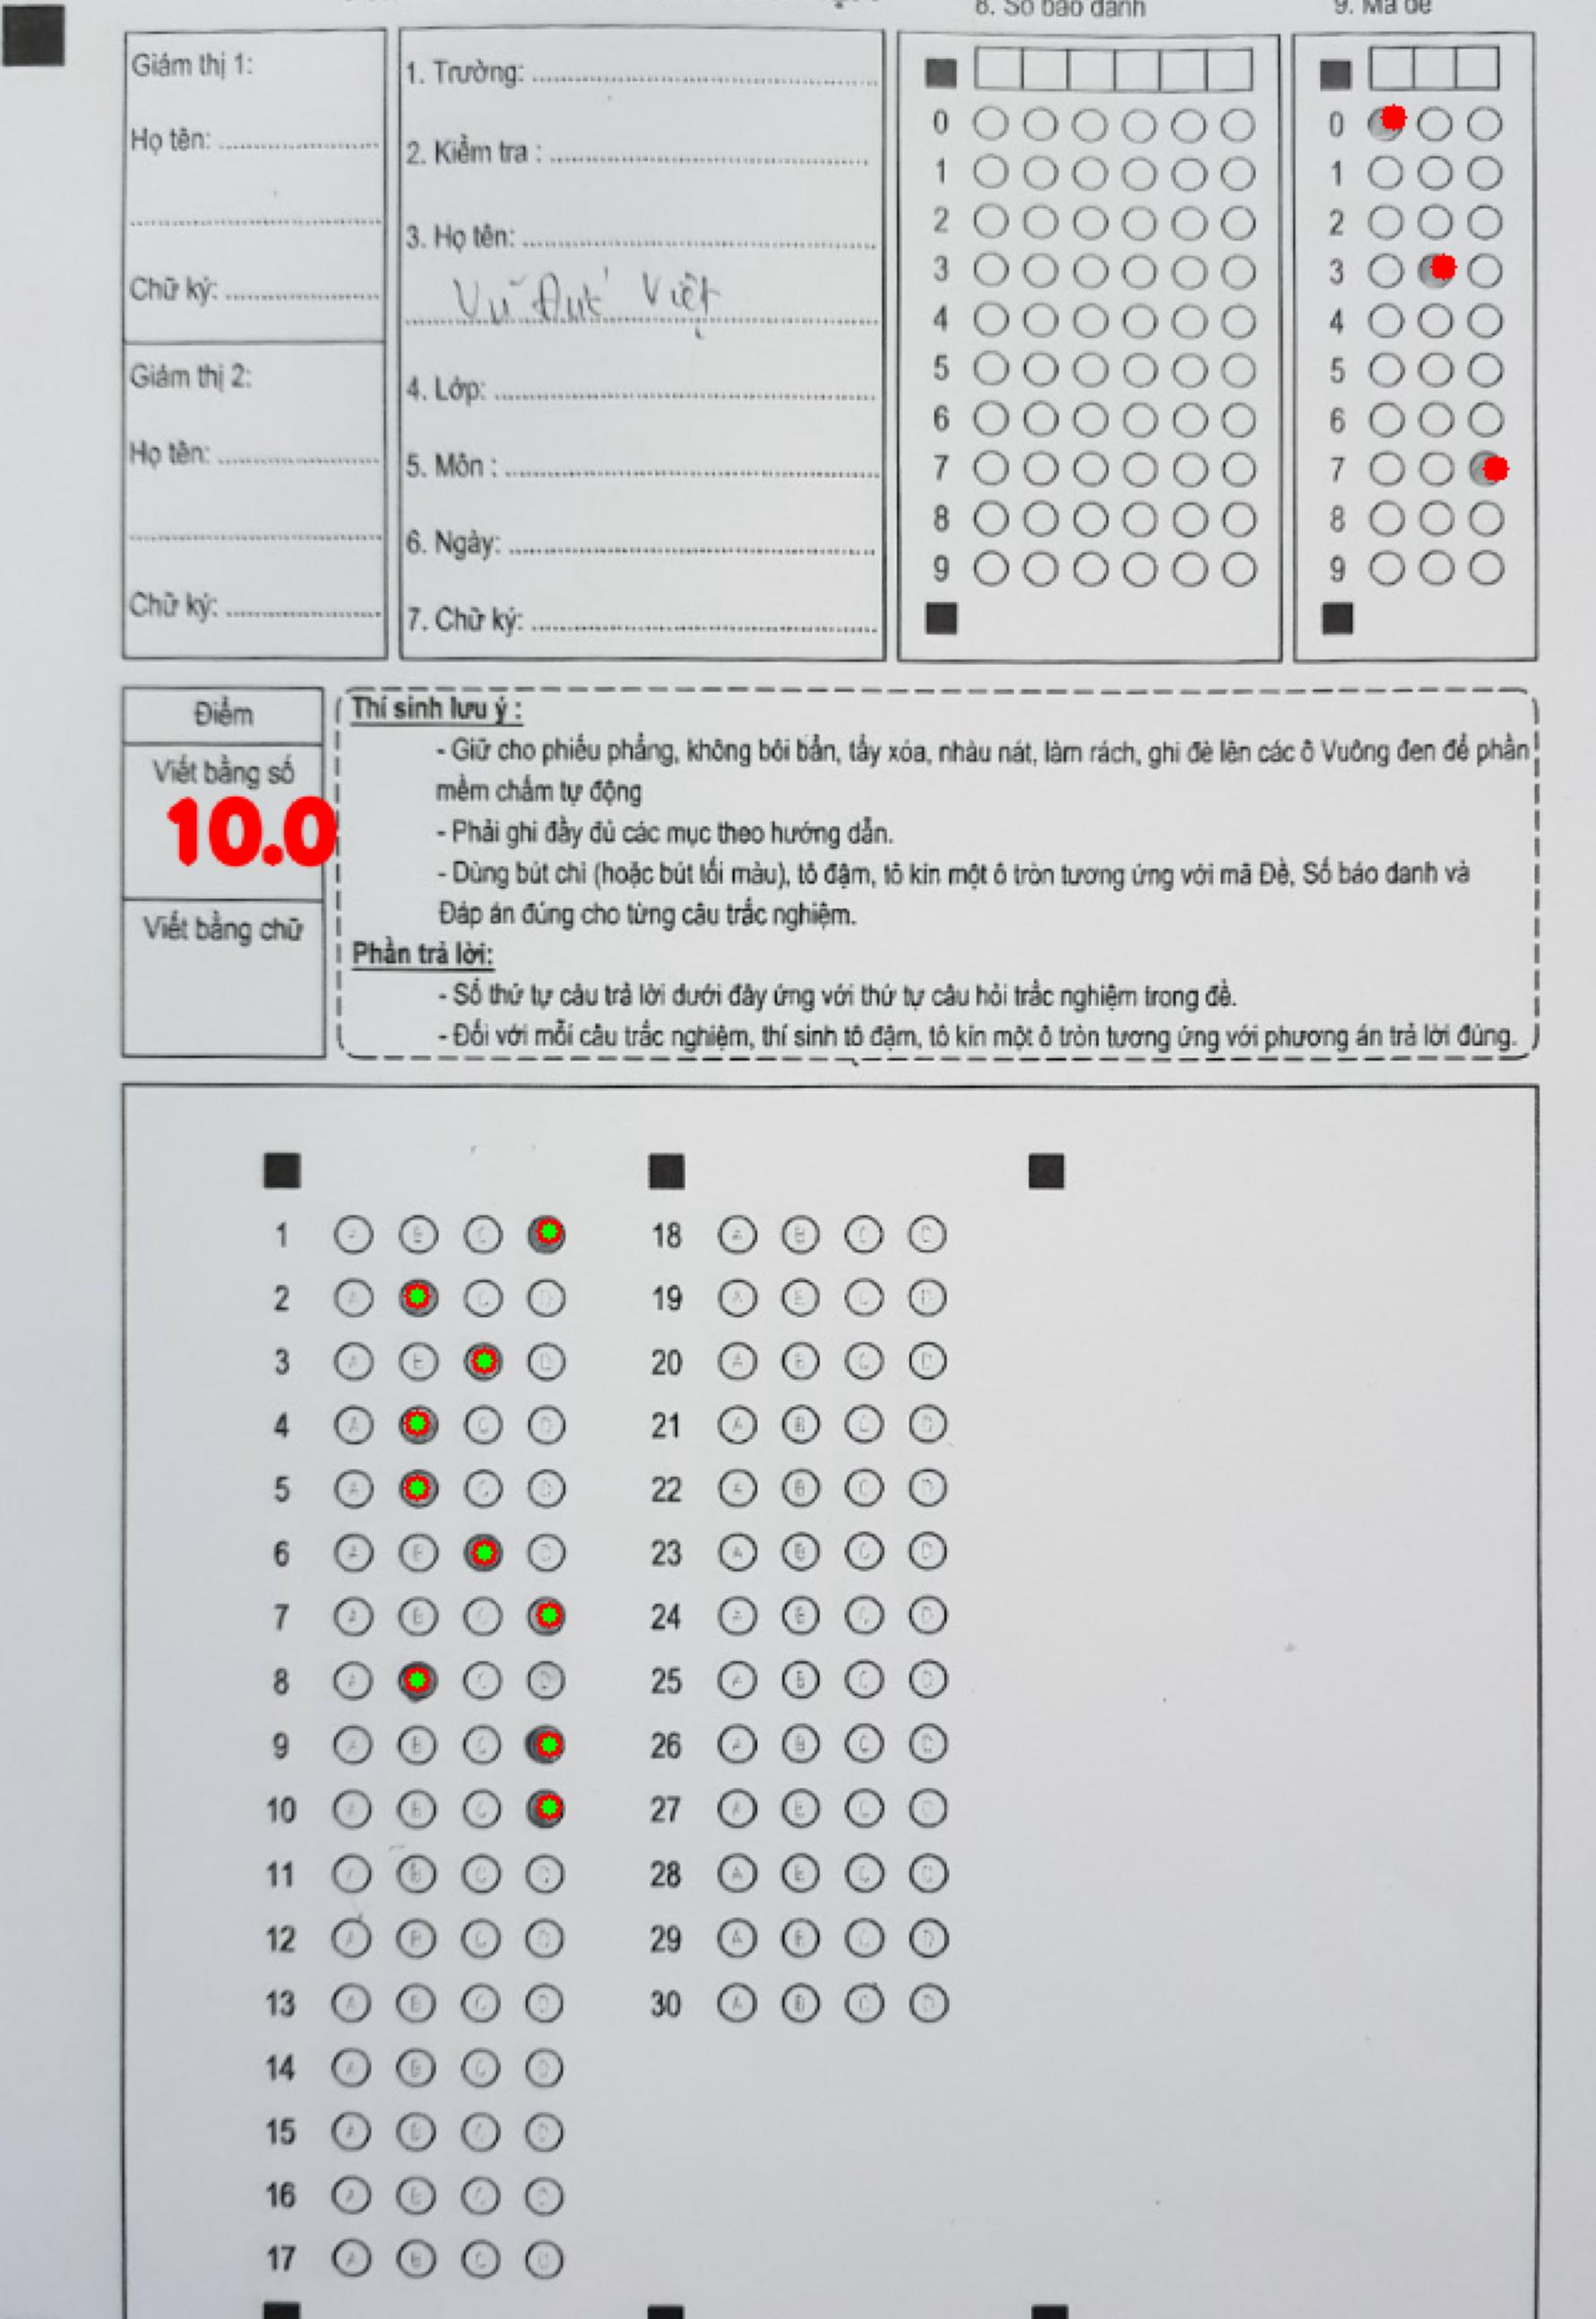 8. Số báo danh
9. Mã đề
Giám thị 1:
Họ tên:
Chữ ký:
Giám thị 2:
Họ tên:
Chữ ký:
1. Trường:
2. Kiểm tra :
3. Họ tên:
Vũ Đức Việt
4. Lớp:
5. Môn :
6. Ngày:
7. Chữ ký:
0 0
1 1
2 2
3 3
4 4
5 5
6 6
7 7
8 8
9 9
Điểm
Viết bằng số
10.0
Viết bằng chữ
Thí sinh lưu ý :
- Giữ cho phiếu phẳng, không bôi bẩn, tẩy xóa, nhàu nát, làm rách, ghi đè lên các ô Vuông đen để phần
mềm chấm tự động
- Phải ghi đầy đủ các mục theo hướng dẫn.
- Dùng bút chì (hoặc bút tối màu), tô đậm, tô kín một ô tròn tương ứng với mã Đề, Số báo danh và
Đáp án đúng cho từng câu trắc nghiệm.
Phần trả lời:
- Số thứ tự câu trả lời dưới đây ứng với thứ tự câu hỏi trắc nghiệm trong đề.
- Đối với mỗi câu trắc nghiệm, thí sinh tô đậm, tô kín một ô tròn tương ứng với phương án trả lời đúng.
1
2
3
4
5
6
7
8
9
10
11
12
13
14
15
16
17
18
19
20
21
22
23
24
25
26
27
28
29
30